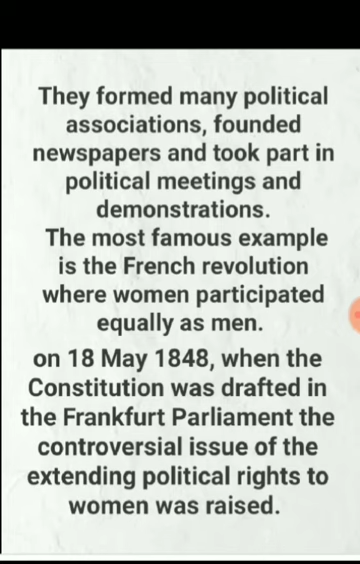 They formed many political
associations, founded
newspapers and took part in
political meetings and
demonstrations.
The most famous example
is the French revolution
where women participated
equally as men.
on 18 May 1848, when the
Constitution was drafted in
the Frankfurt Parliament the
controversial issue of the
extending political rights to
women was raised.